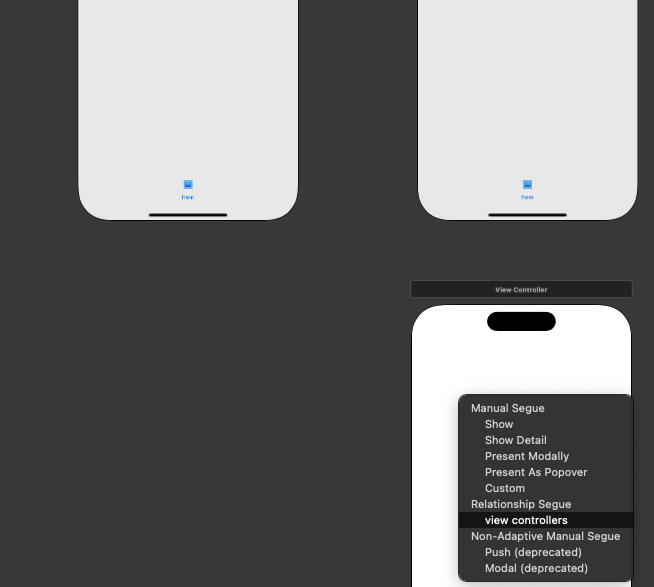 Item
Item
View Controller
Manual Segue
Show
Show Detail
Present Modally
Present As Popover
Custom
Relationship Segue
view controllers
Non-Adaptive Manual Segue
Push (deprecated)
Modal (deprecated)